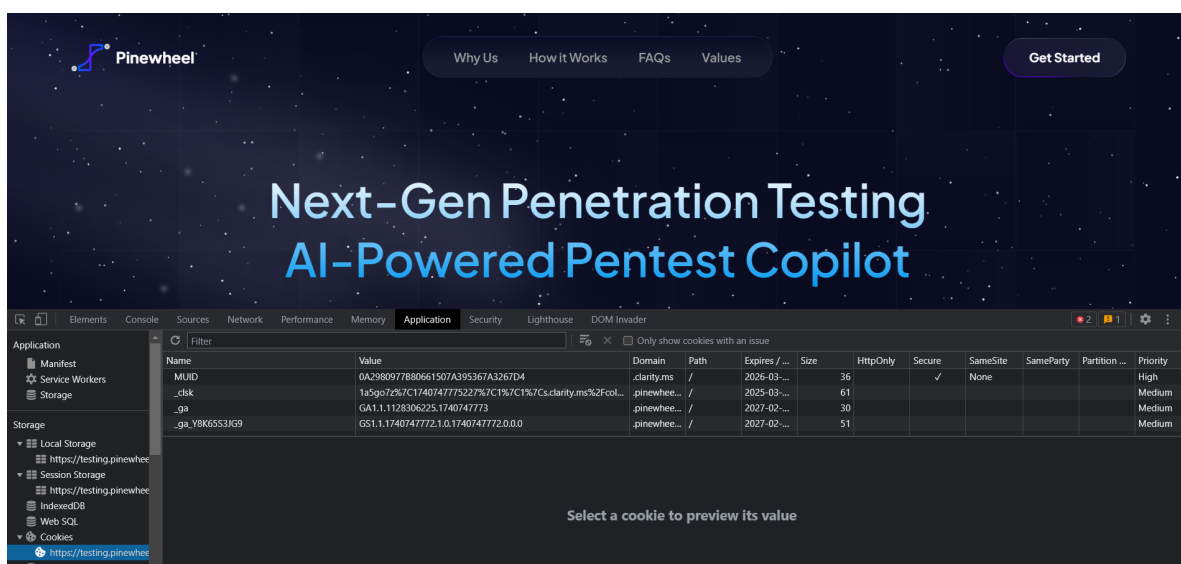 Pinewheel
Why Us How it Works FAQs Values
Get Started
Next-Gen Penetration Testing
AI-Powered Pentest Copilot
Elements Console Sources Network Performance Memory Application Security Lighthouse DOM Invader 2 1
Application
Manifest
Service Workers
Storage
Storage
Local Storage
https://testing.pinewhee
Session Storage
https://testing.pinewhee
IndexedDB
Web SQL
Cookies
https://testing.pinewhee
Filter Only show cookies with an issue
Name Value Domain Path Expires / ... Size HttpOnly Secure SameSite SameParty Partition ... Priority
MUID 0A2980977B80661507A395367A3267D4 .clarity.ms / 2026-03-... 36 ✓ None High
_clsk 1a5go7z%7C1740747775227%7C1%7C1%7Cs.clarity.ms%2Fcol... .pinewhee... / 2025-03-... 61 Medium
_ga GA1.1.1128306225.1740747773 .pinewhee... / 2027-02-... 30 Medium
_ga_Y8K65S3JG9 GS1.1.1740747772.1.0.1740747772.0.0.0 .pinewhee... / 2027-02-... 51 Medium
Select a cookie to preview its value